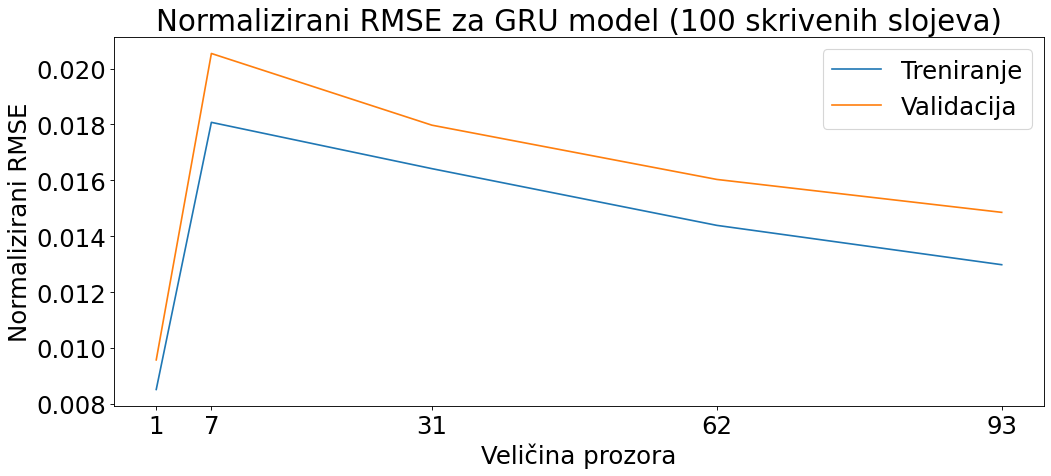 Normalizirani RMSE za GRU model (100 skrivenih slojeva)
Treniranje
Validacija
Normalizirani RMSE
0.020
0.018
0.016
0.014
0.012
0.010
0.008
1 7 31 62 93
Veličina prozora